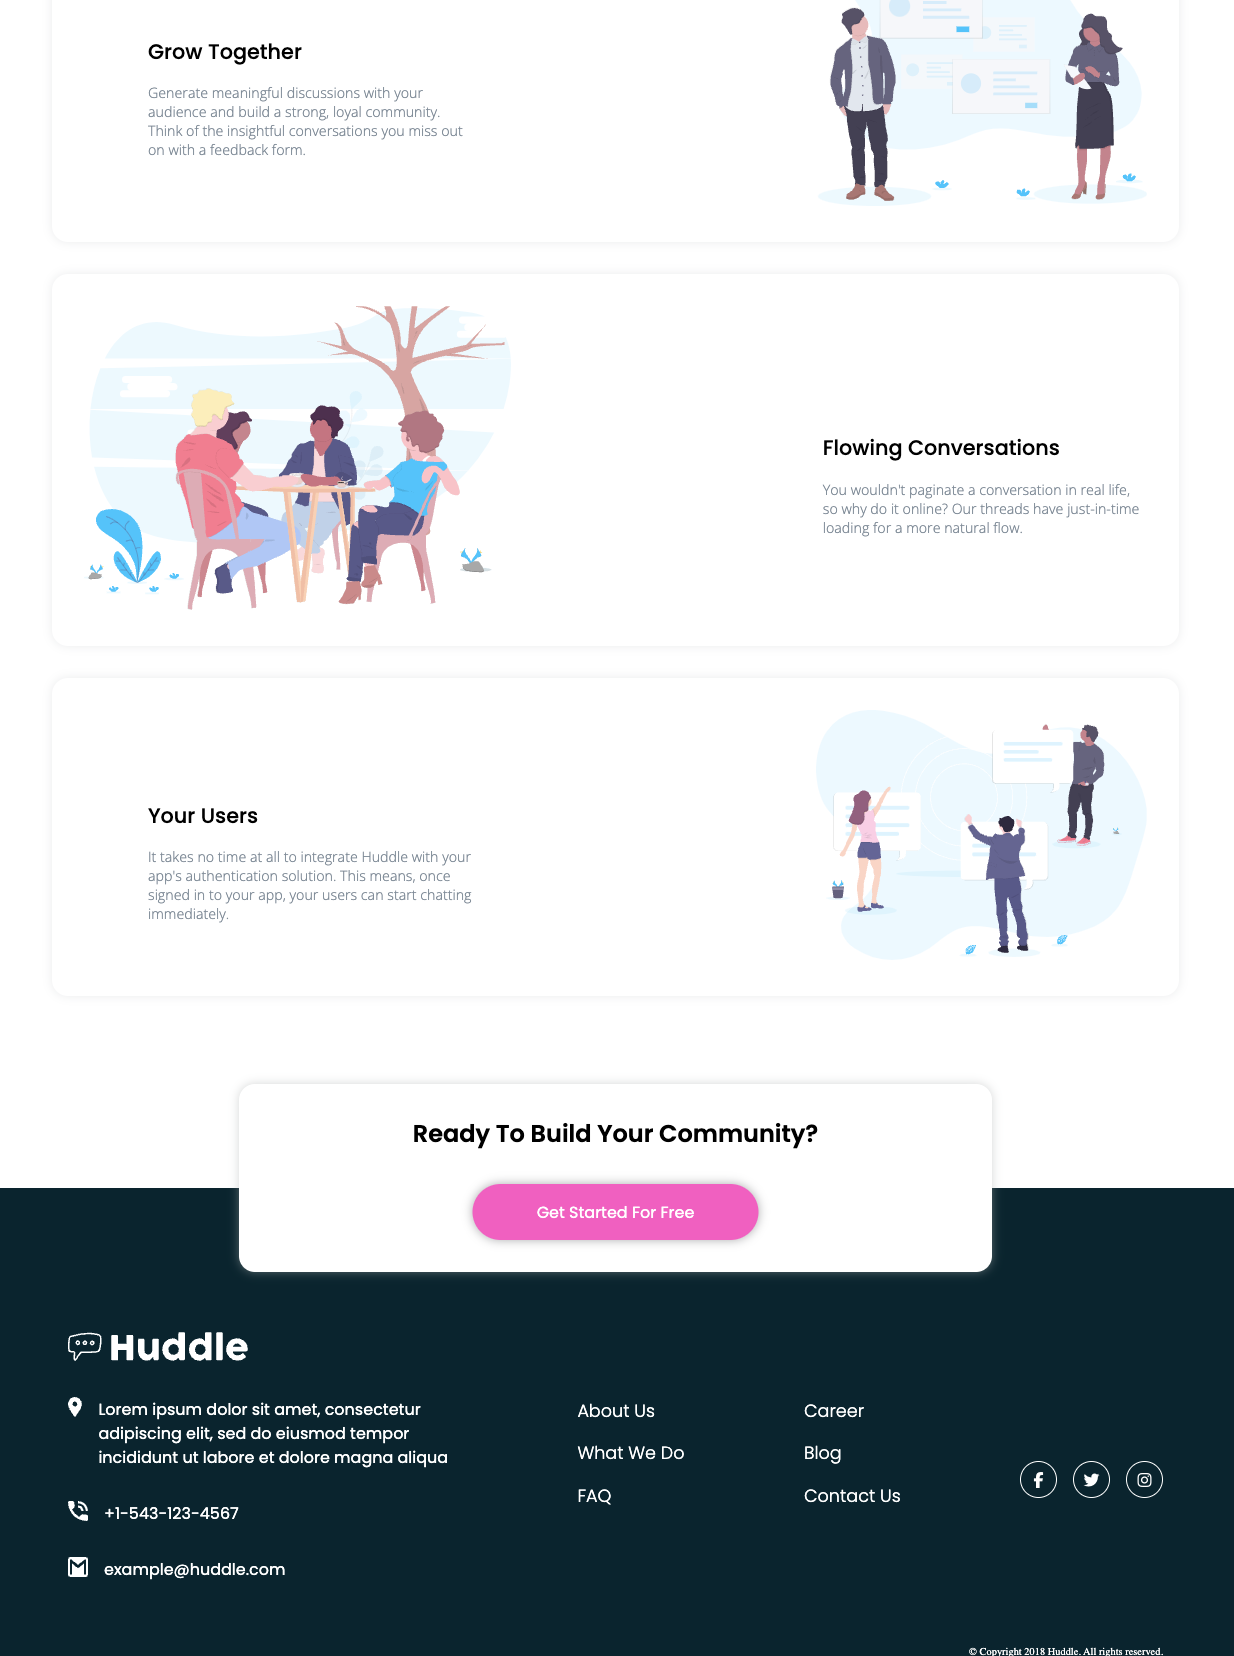 Grow Together
Generate meaningful discussions with your
audience and build a strong, loyal community.
Think of the insightful conversations you miss out
on with a feedback form.
Flowing Conversations
You wouldn't paginate a conversation in real life,
so why do it online? Our threads have just-in-time
loading for a more natural flow.
Your Users
It takes no time at all to integrate Huddle with your
app's authentication solution. This means, once
signed in to your app, your users can start chatting
immediately.
Ready To Build Your Community?
Get Started For Free
Huddle
Lorem ipsum dolor sit amet, consectetur
adipiscing elit, sed do eiusmod tempor
incididunt ut labore et dolore magna aliqua
+1-543-123-4567
example@huddle.com
About Us
What We Do
FAQ
Career
Blog
Contact Us
© Copyright 2018 Huddle. All rights reserved.